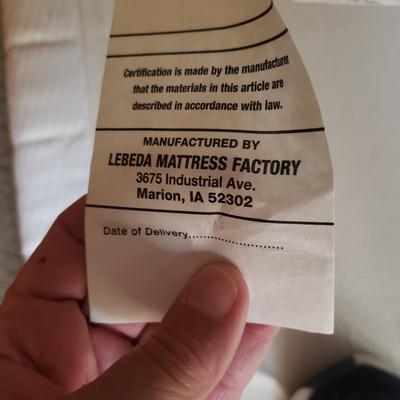 Certification is made by the manufacturer
that the materials in this article are
described in accordance with law.
MANUFACTURED BY
LEBEDA MATTRESS FACTORY
3675 Industrial Ave.
Marion, IA 52302
Date of Delivery......................